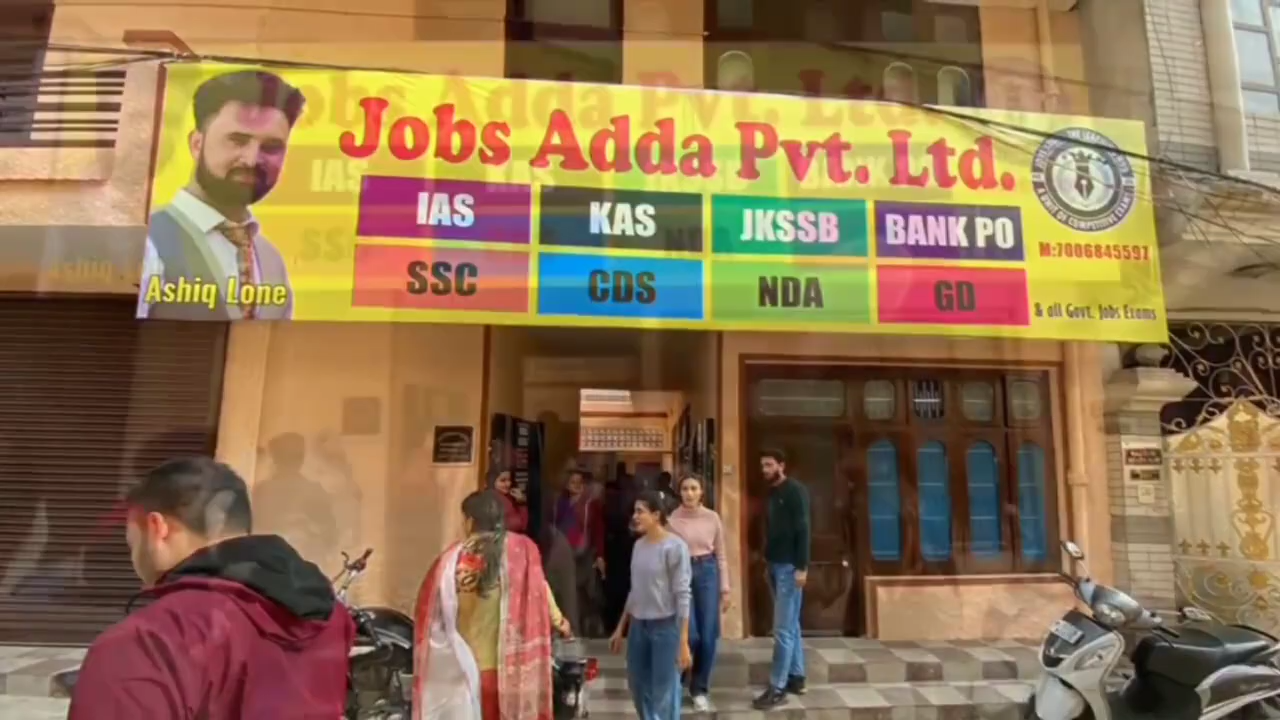 Jobs Adda Pvt. Ltd.
IAS KAS JKSSB BANK PO
SSC CDS NDA GD
Ashiq Lone
M:7006845597
& all Govt. Jobs Exams